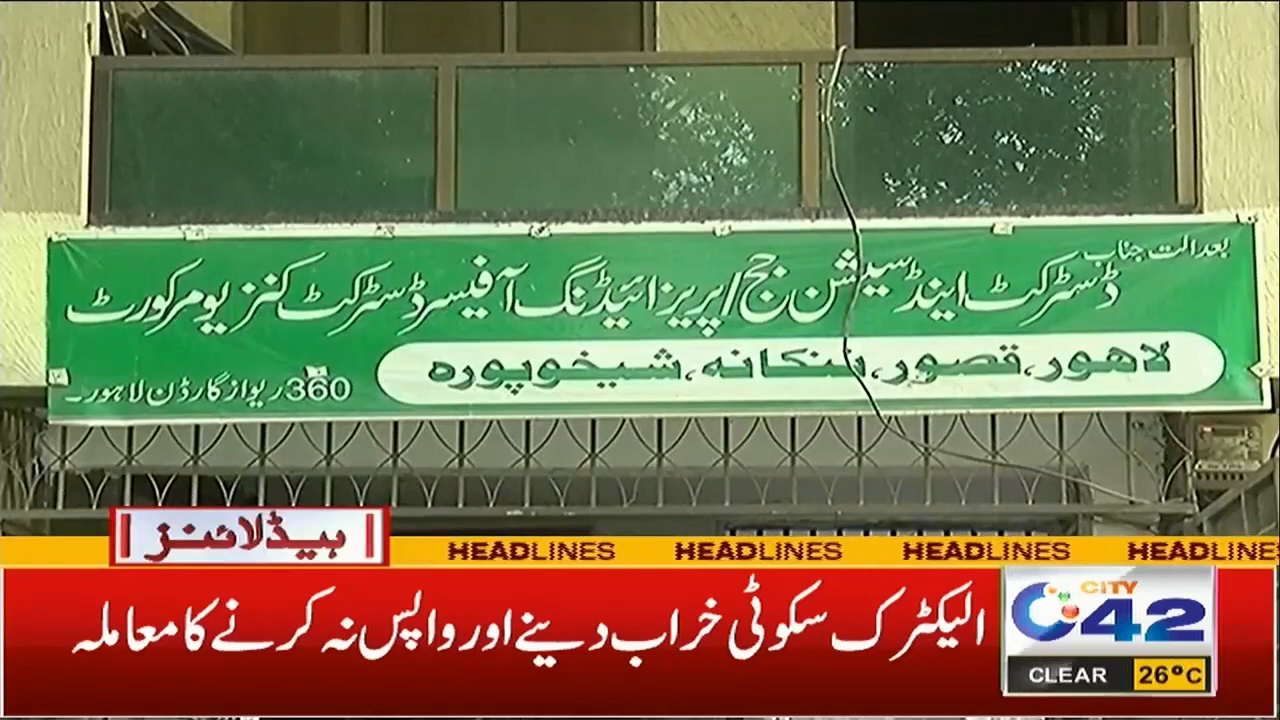 بعدالت جناب
ڈسٹرکٹ اینڈ سیشن جج/پریزائیڈنگ آفیسر ڈسٹرکٹ کنزیومر کورٹ
لاھور، قصور، ننکانہ، شیخوپورہ
360 ریواز گارڈن لاہور۔
ہیڈلائنز
HEADLINES HEADLINES HEADLINES HEADLINES
الیکٹرک سکوٹی خراب دینے اور واپس نہ کرنے کا معاملہ
CITY
42
CLEAR 26°C